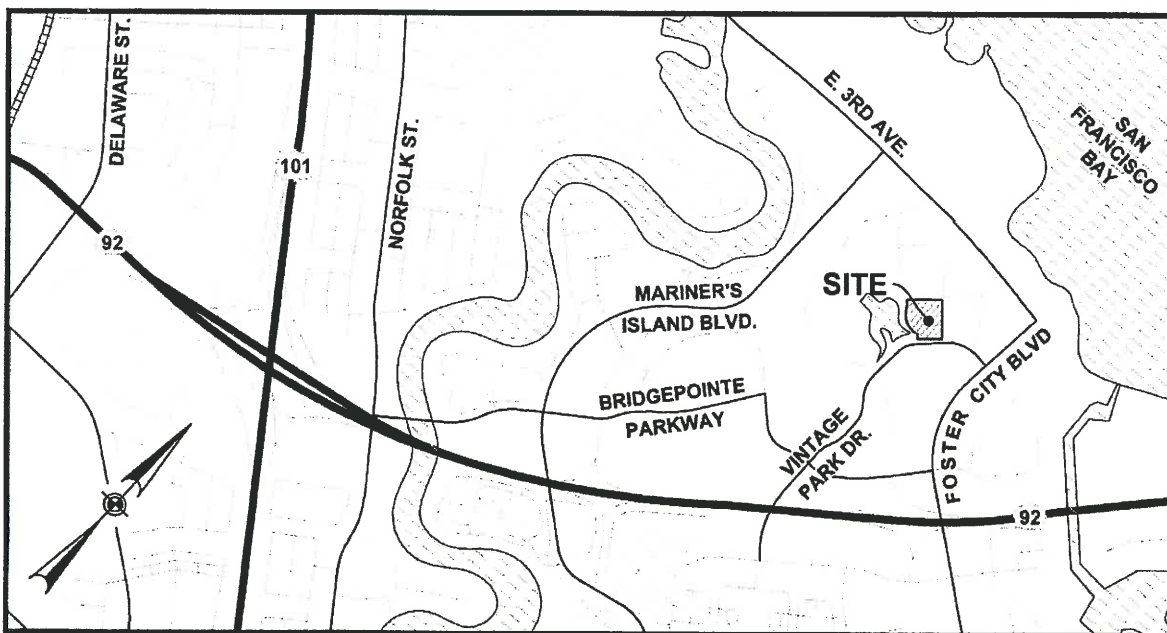 DELAWARE ST.
101
NORFOLK ST.
92
E. 3RD AVE.
SAN
FRANCISCO
BAY
MARINER'S
ISLAND BLVD.
SITE
BRIDGEPOINTE
PARKWAY
VINTAGE
PARK DR.
FOSTER CITY BLVD
92